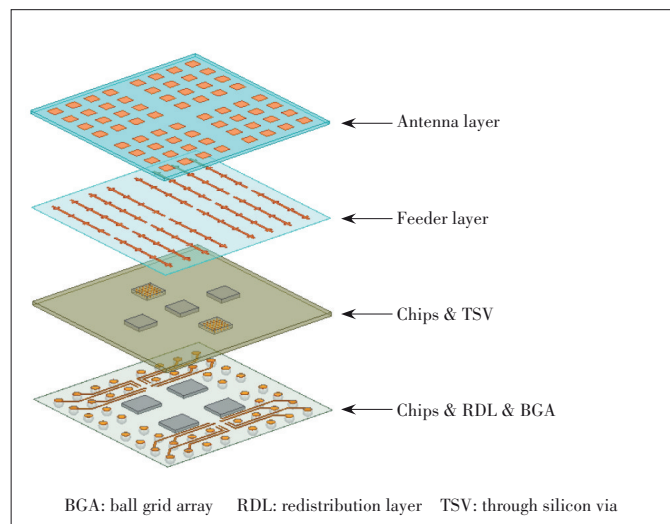 Antenna layer
Feeder layer
Chips & TSV
Chips & RDL & BGA
BGA: ball grid array RDL: redistribution layer TSV: through silicon via